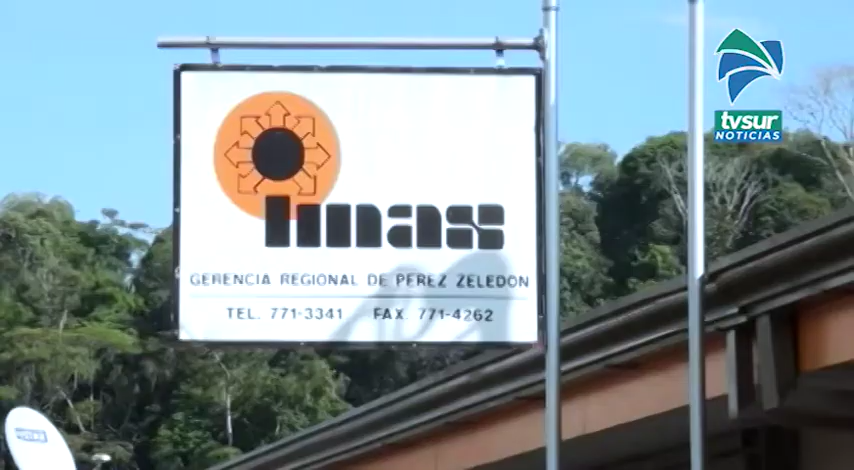 tvsur
NOTICIAS
imas
GERENCIA REGIONAL DE PEREZ ZELEDON
TEL. 771-3341 FAX. 771-4262